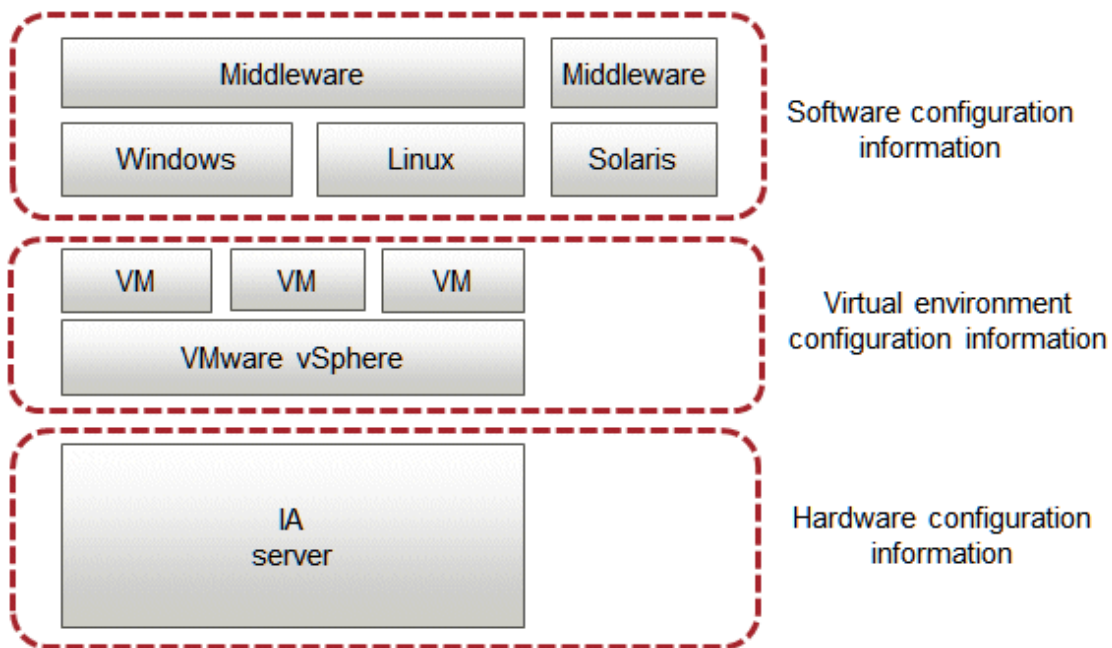 Middleware
Middleware
Windows
Linux
Solaris
Software configuration
information
VM
VM
VM
VMware vSphere
Virtual environment
configuration information
IA
server
Hardware configuration
information